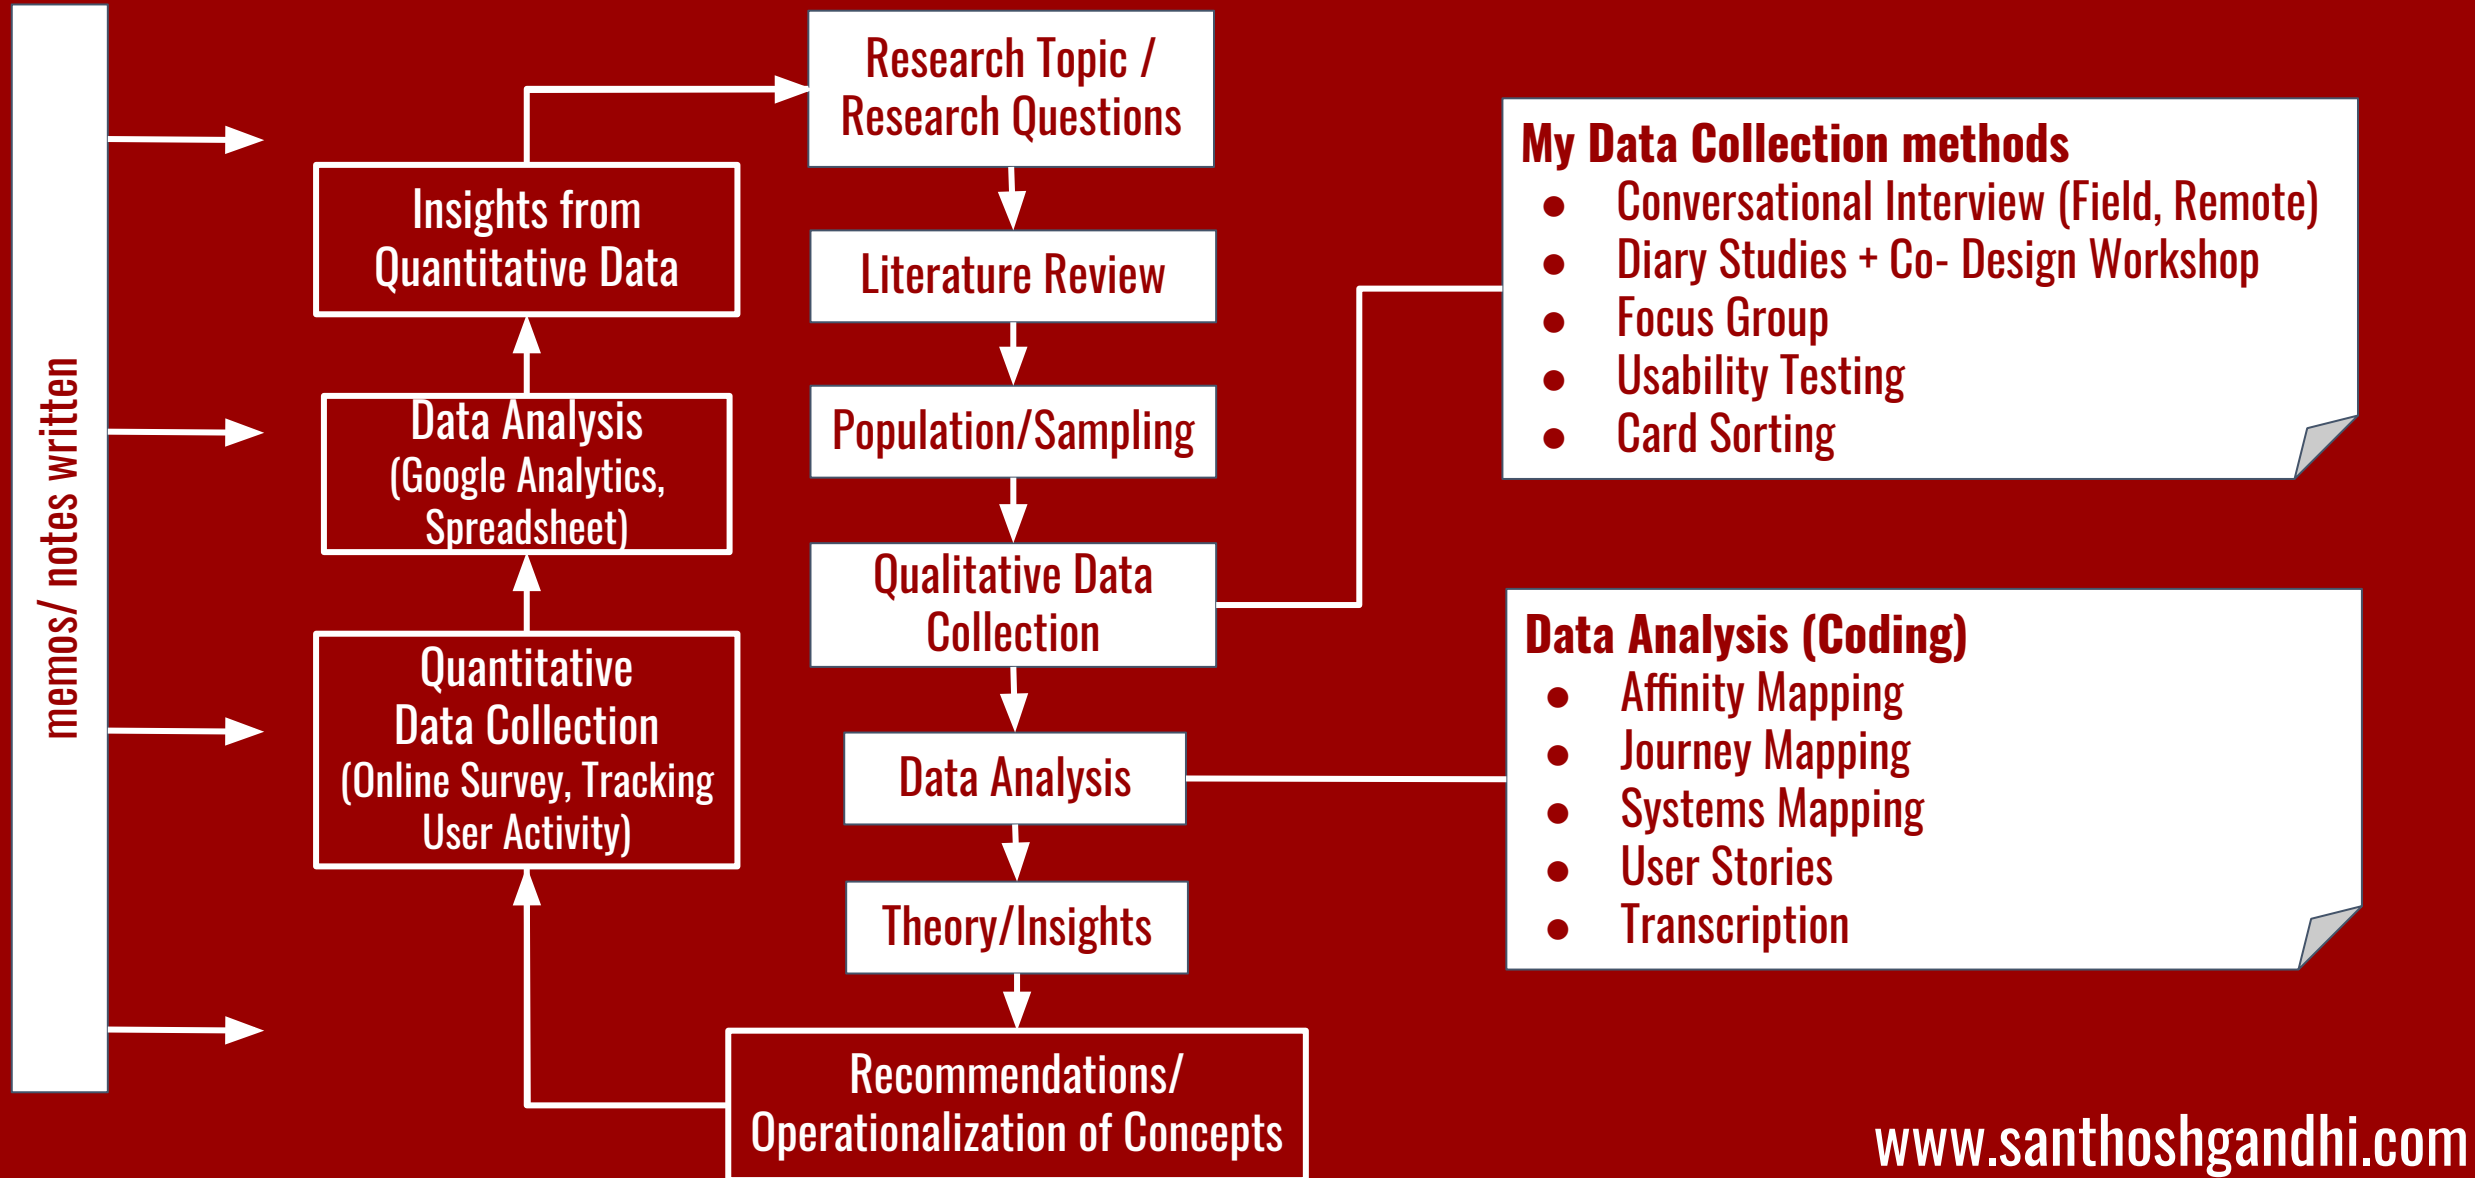 memos/ notes written
Insights from
Quantitative Data
Data Analysis
(Google Analytics,
Spreadsheet)
Quantitative
Data Collection
(Online Survey, Tracking
User Activity)
Research Topic /
Research Questions
Literature Review
Population/Sampling
Qualitative Data
Collection
Data Analysis
Theory/Insights
Recommendations/
Operationalization of Concepts
My Data Collection methods
● Conversational Interview (Field, Remote)
● Diary Studies + Co- Design Workshop
● Focus Group
● Usability Testing
● Card Sorting
Data Analysis (Coding)
● Affinity Mapping
● Journey Mapping
● Systems Mapping
● User Stories
● Transcription
www.santhoshgandhi.com